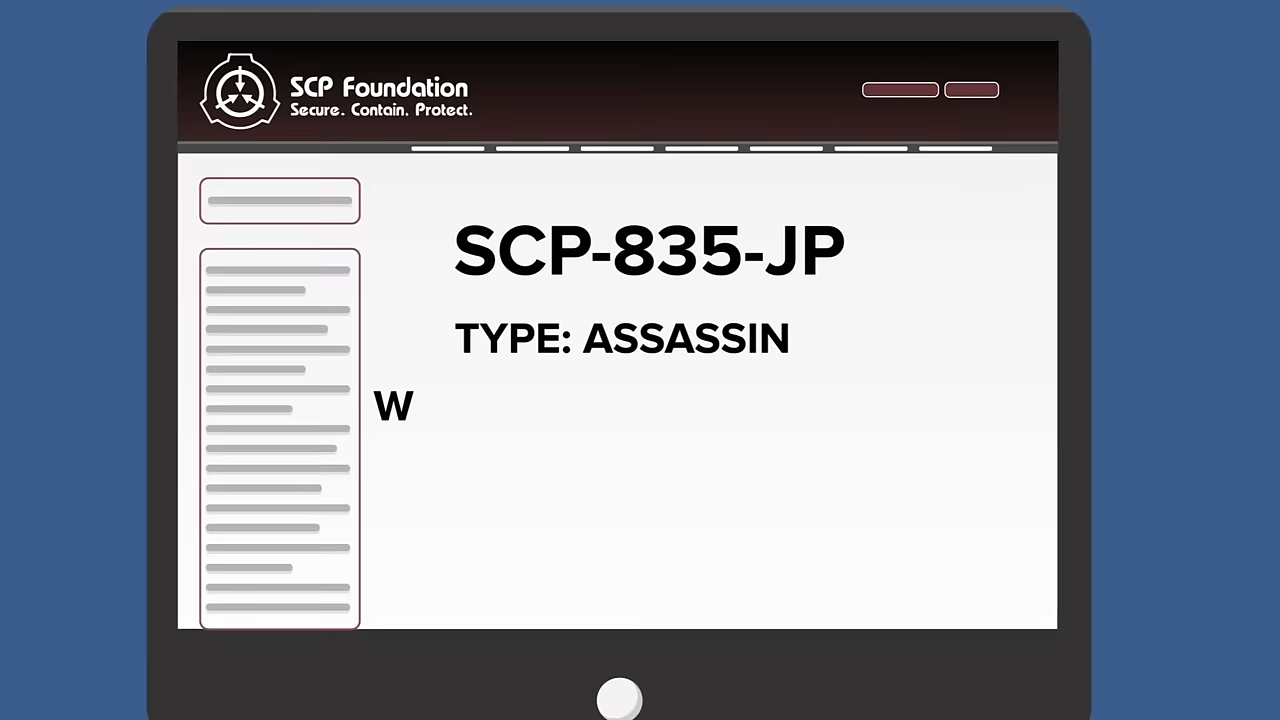 SCP Foundation
Secure. Contain. Protect.
SCP-835-JP
TYPE: ASSASSIN
W